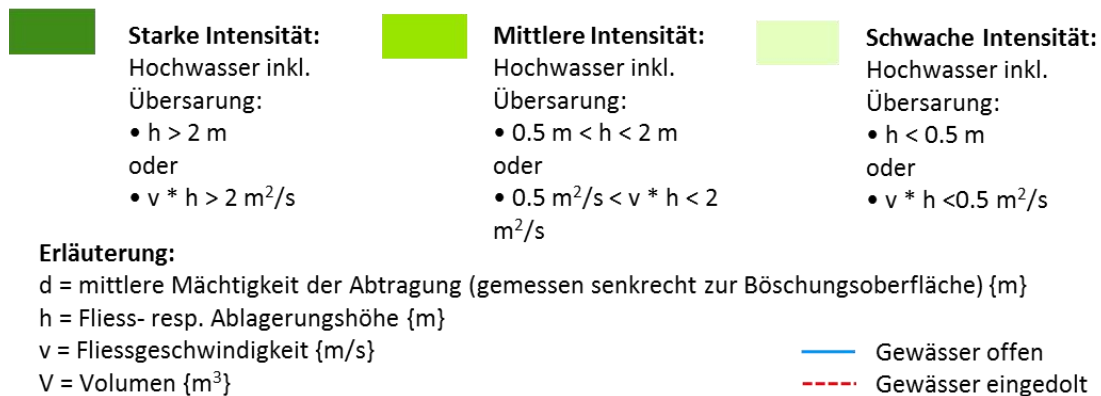 Starke Intensität:
Hochwasser inkl.
Übersarung:
• h > 2 m
oder
• v * h > 2 m²/s
Mittlere Intensität:
Hochwasser inkl.
Übersarung:
• 0.5 m < h < 2 m
oder
• 0.5 m²/s < v * h < 2
m²/s
Schwache Intensität:
Hochwasser inkl.
Übersarung:
• h < 0.5 m
oder
• v * h <0.5 m²/s
Erläuterung:
d = mittlere Mächtigkeit der Abtragung (gemessen senkrecht zur Böschungsoberfläche) {m}
h = Fliess- resp. Ablagerungshöhe {m}
v = Fliessgeschwindigkeit {m/s}
V = Volumen {m³}
Gewässer offen
Gewässer eingedolt